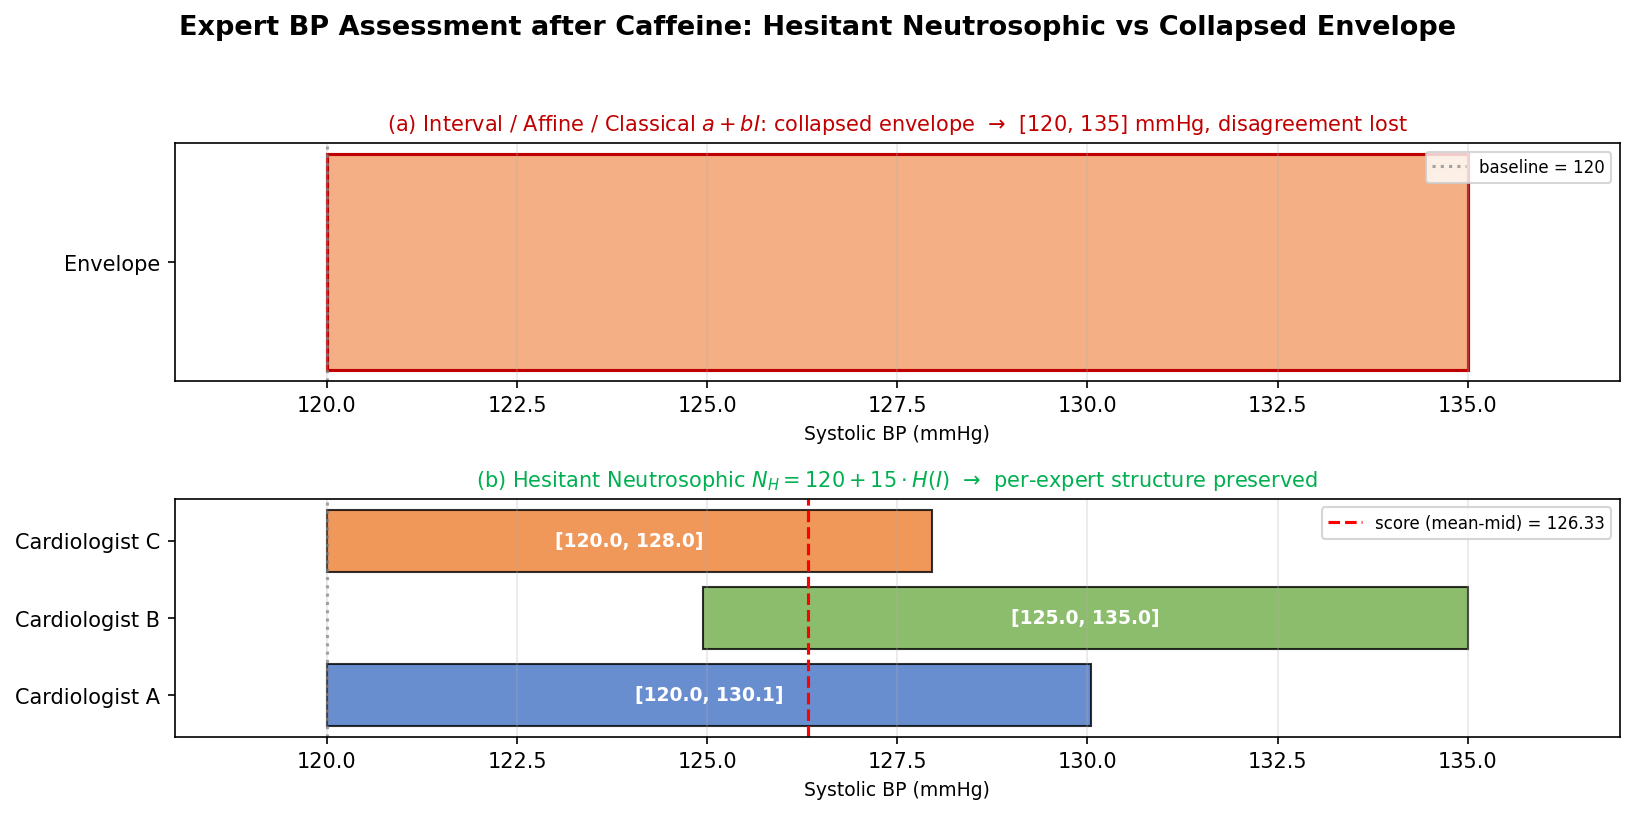 Expert BP Assessment after Caffeine: Hesitant Neutrosophic vs Collapsed Envelope
(a) Interval / Affine / Classical a + bI: collapsed envelope → [120, 135] mmHg, disagreement lost
baseline = 120
Envelope
120.0 122.5 125.0 127.5 130.0 132.5 135.0
Systolic BP (mmHg)
(b) Hesitant Neutrosophic N_H = 120 + 15 · H(I) → per-expert structure preserved
score (mean-mid) = 126.33
Cardiologist C
[120.0, 128.0]
Cardiologist B
[125.0, 135.0]
Cardiologist A
[120.0, 130.1]
120.0 122.5 125.0 127.5 130.0 132.5 135.0
Systolic BP (mmHg)